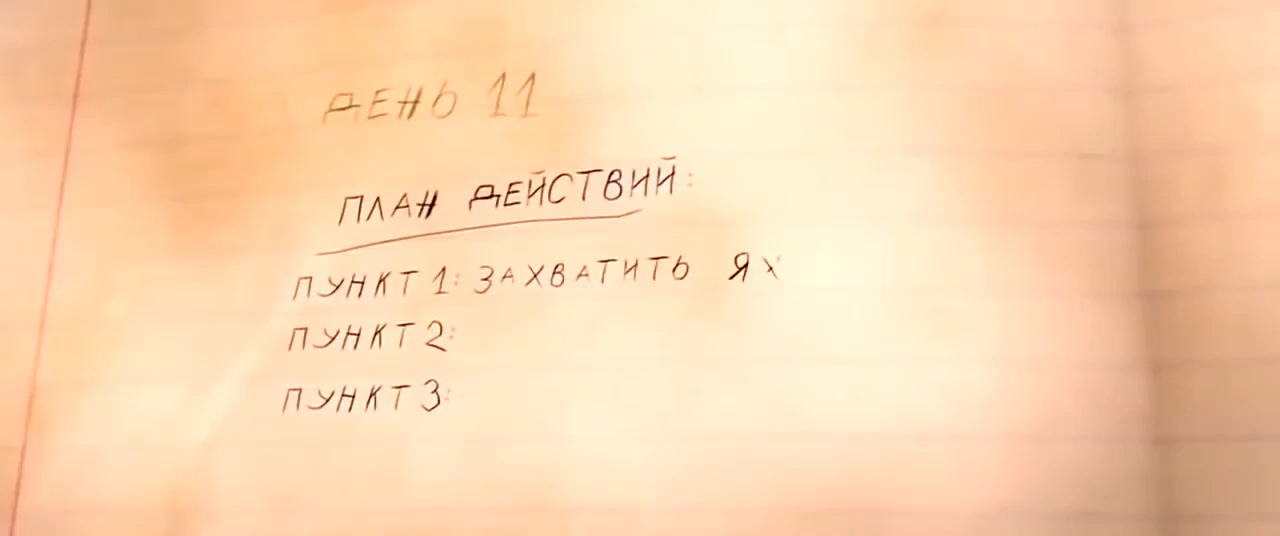 ДЕНЬ 11
ПЛАН ДЕЙСТВИЙ:
ПУНКТ 1: ЗАХВАТИТЬ ЯХ
ПУНКТ 2:
ПУНКТ 3: